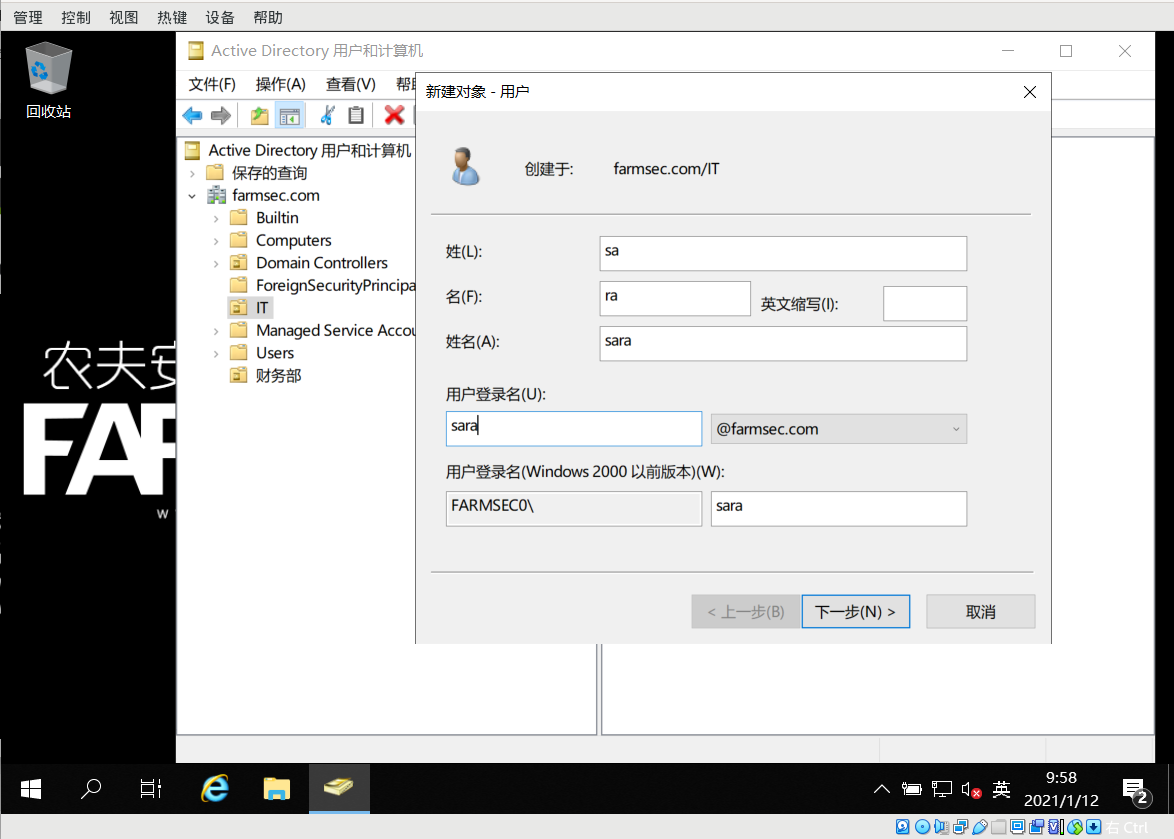 管理 控制 视图 热键 设备 帮助
回收站
Active Directory 用户和计算机
文件(F) 操作(A) 查看(V)
新建对象 - 用户
Active Directory 用户和计算机
保存的查询
farmsec.com
Builtin
Computers
Domain Controllers
ForeignSecurityPrincipa
IT
Managed Service Accou
Users
财务部
创建于: farmsec.com/IT
姓(L): sa
名(F): ra 英文缩写(I):
姓名(A): sara
用户登录名(U):
sara @farmsec.com
用户登录名(Windows 2000 以前版本)(W):
FARMSEC0\ sara
< 上一步(B) 下一步(N) > 取消
农夫安
FAR
w
英
9:58
2021/1/12
2
右 Ctrl